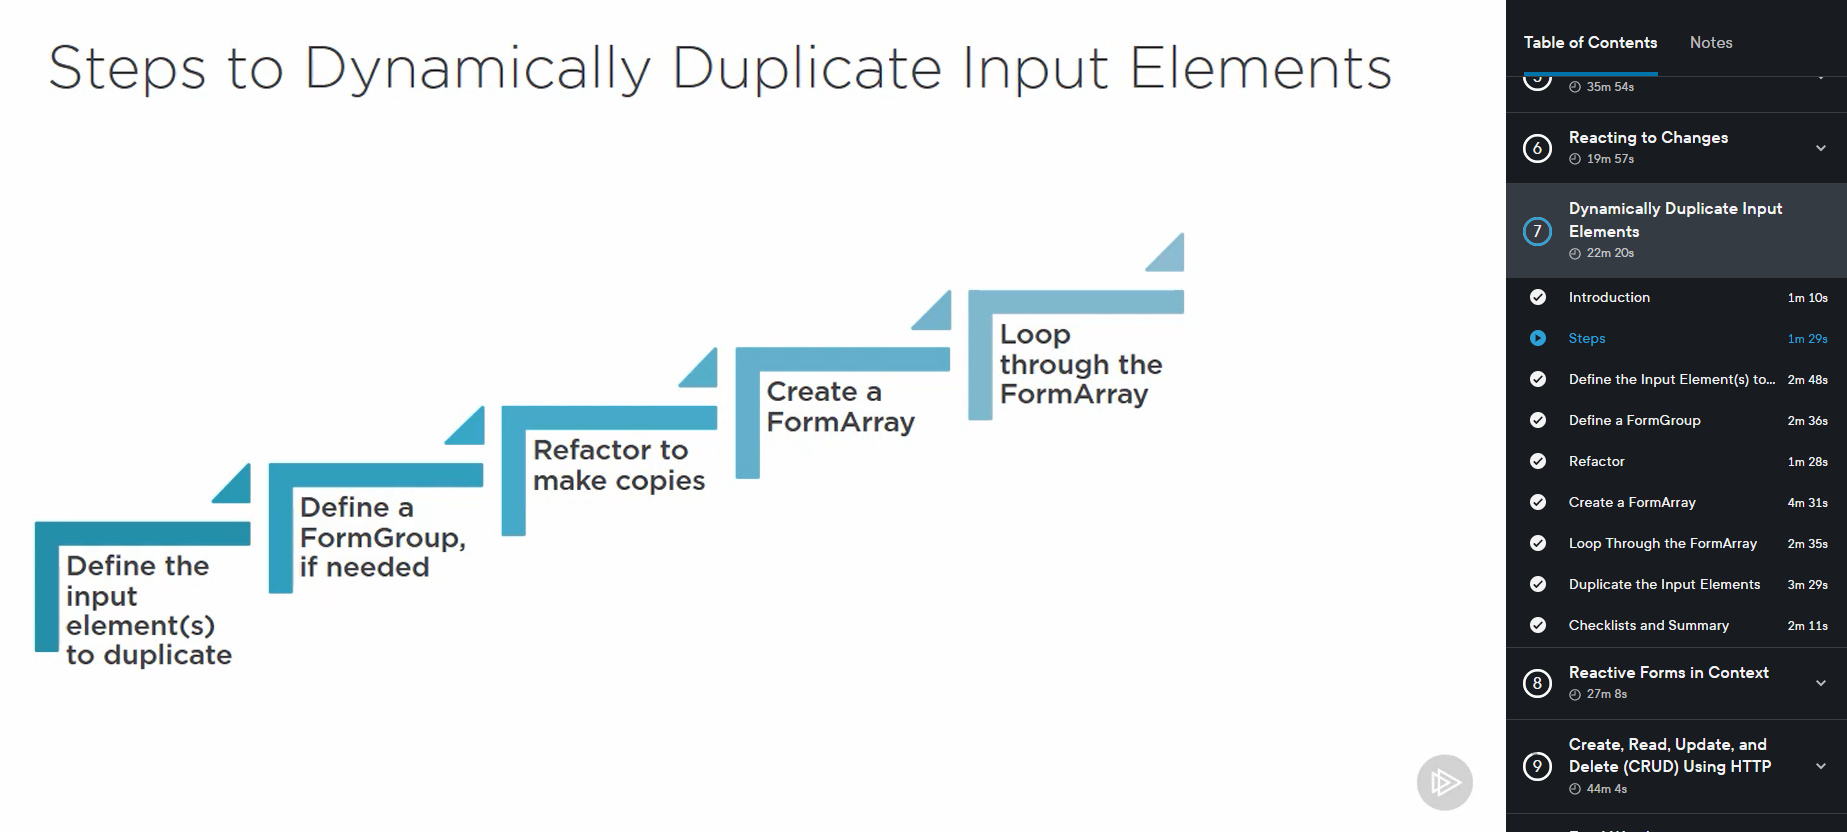 Steps to Dynamically Duplicate Input Elements
Define the
input
element(s)
to duplicate
Define a
FormGroup,
if needed
Refactor to
make copies
Create a
FormArray
Loop
through the
FormArray
Table of Contents
Notes
35m 54s
6
Reacting to Changes
19m 57s
7
Dynamically Duplicate Input
Elements
22m 20s
Introduction 1m 10s
Steps 1m 29s
Define the Input Element(s) to... 2m 48s
Define a FormGroup 2m 36s
Refactor 1m 28s
Create a FormArray 4m 31s
Loop Through the FormArray 2m 35s
Duplicate the Input Elements 3m 29s
Checklists and Summary 2m 11s
8
Reactive Forms in Context
27m 8s
9
Create, Read, Update, and
Delete (CRUD) Using HTTP
44m 4s